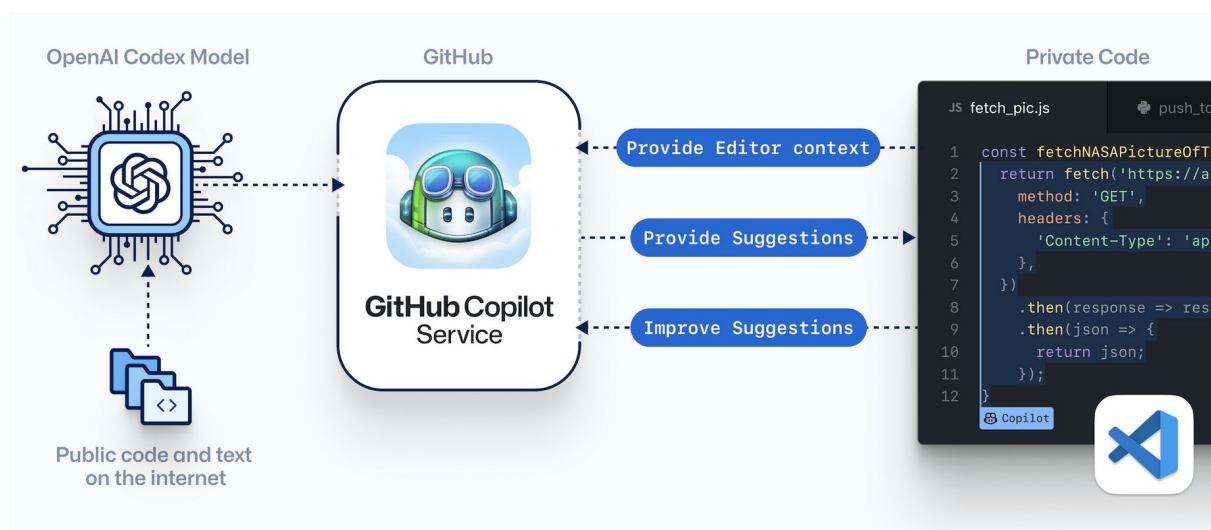 OpenAI Codex Model
GitHub
Private Code
JS fetch_pic.js
push_to
Provide Editor context
Provide Suggestions
Improve Suggestions
GitHub Copilot
Service
1 const fetchNASAPictureOfT
2 return fetch('https://a
3 method: 'GET',
4 headers: {
5 'Content-Type': 'ap
6 },
7 })
8 .then(response => res
9 .then(json => {
10 return json;
11 });
12 }
Copilot
<>
Public code and text
on the internet